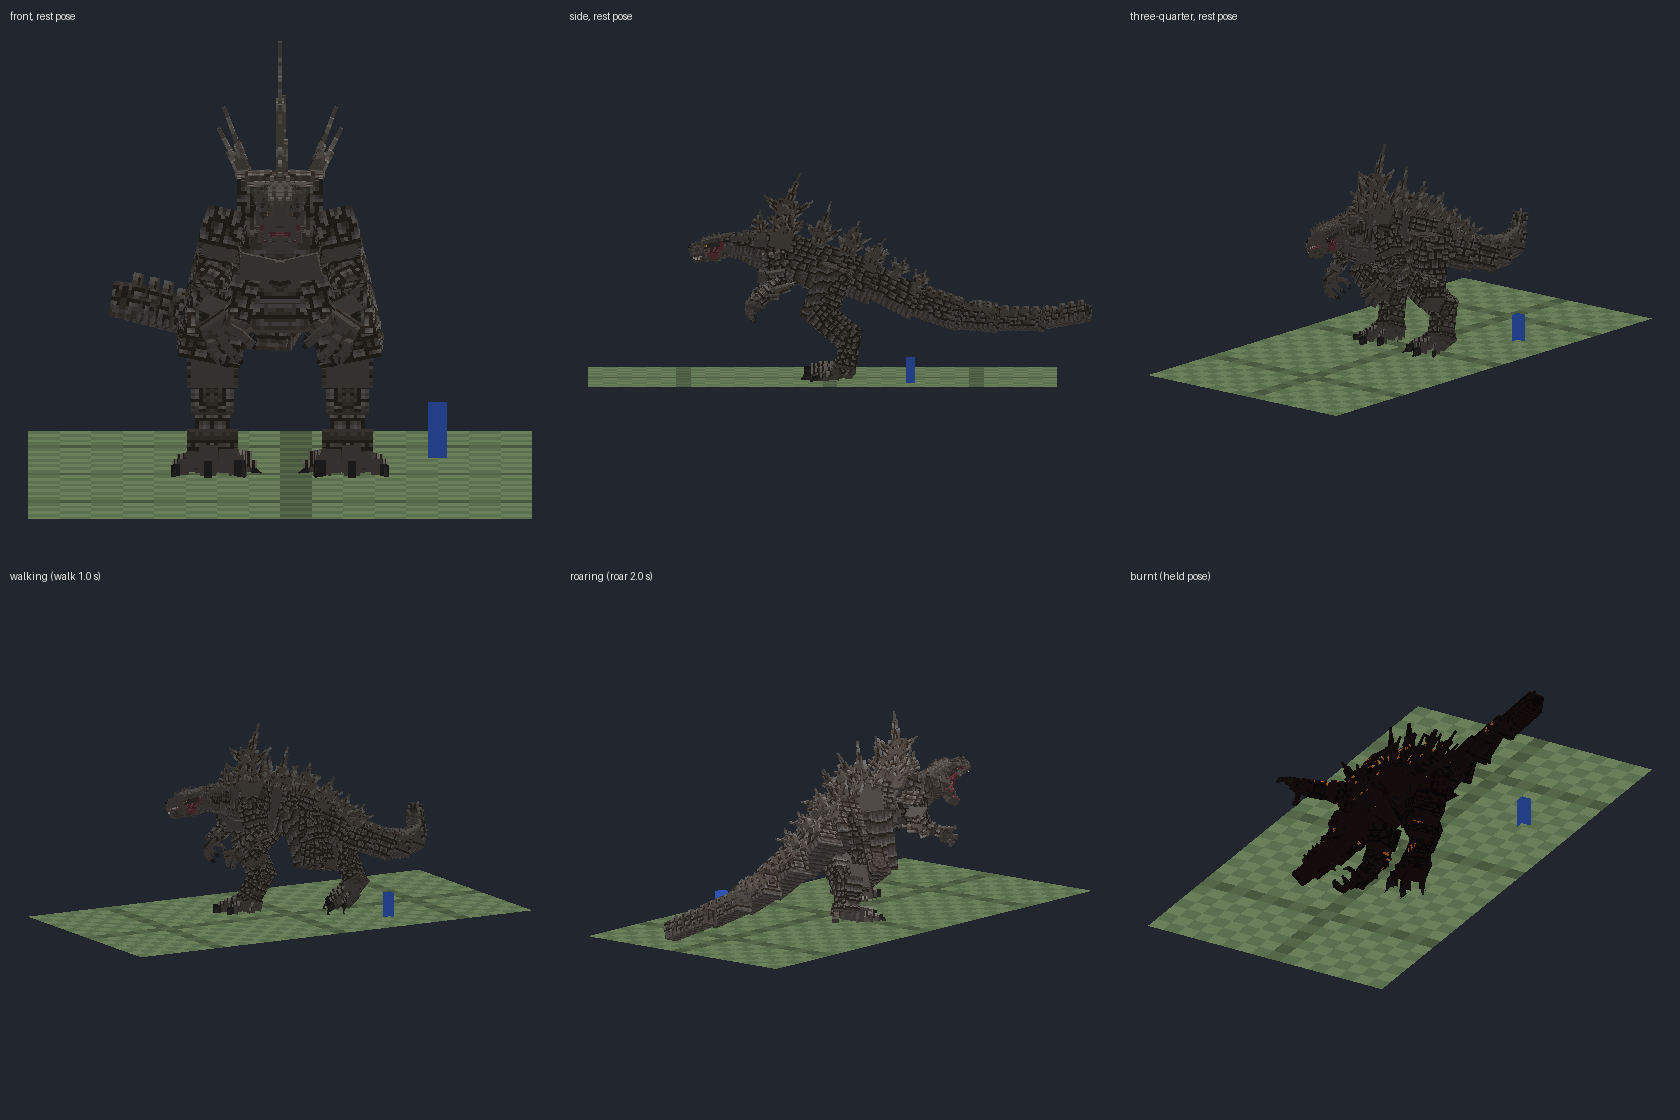 front, rest pose
side, rest pose
three-quarter, rest pose
walking (walk 1.0 s)
roaring (roar 2.0 s)
burnt (held pose)